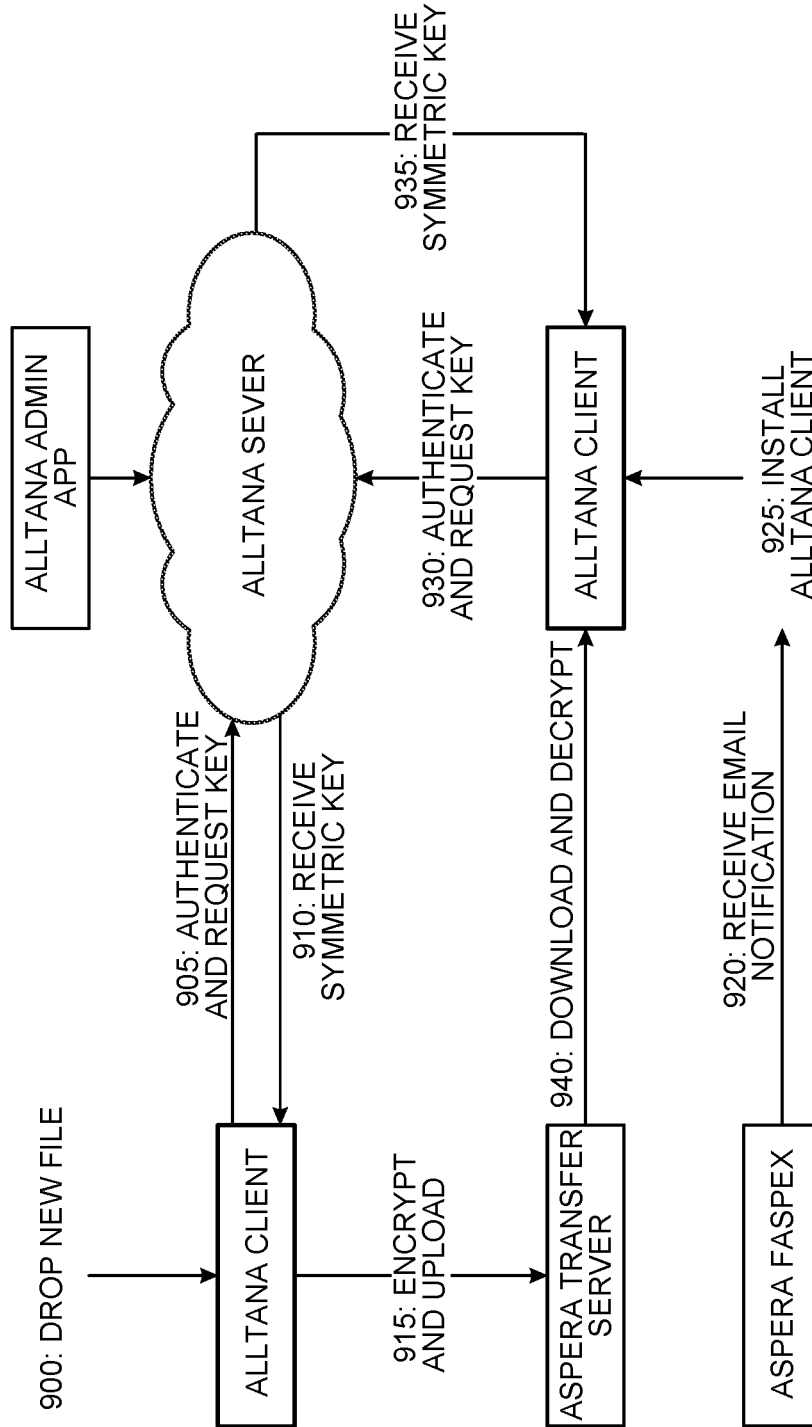 900: DROP NEW FILE
ALLTANA CLIENT
905: AUTHENTICATE
AND REQUEST KEY
910: RECEIVE
SYMMETRIC KEY
ALLTANA SEVER
ALLTANA ADMIN
APP
915: ENCRYPT
AND UPLOAD
930: AUTHENTICATE
AND REQUEST KEY
935: RECEIVE
SYMMETRIC KEY
ASPERA TRANSFER
SERVER
940: DOWNLOAD AND DECRYPT
ALLTANA CLIENT
ASPERA FASPEX
920: RECEIVE EMAIL
NOTIFICATION
925: INSTALL
ALLTANA CLIENT